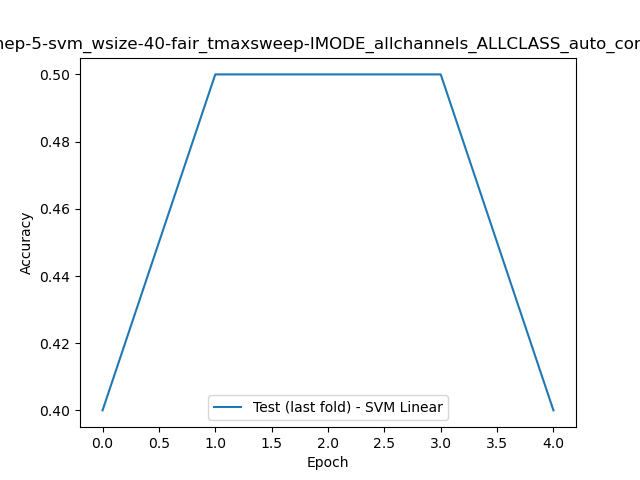 nep-5-svm_wsize-40-fair_tmaxsweep-IMODE_allchannels_ALLCLASS_auto_cor
0.50
0.48
0.46
0.44
0.42
0.40
Accuracy
Test (last fold) - SVM Linear
0.0 0.5 1.0 1.5 2.0 2.5 3.0 3.5 4.0
Epoch